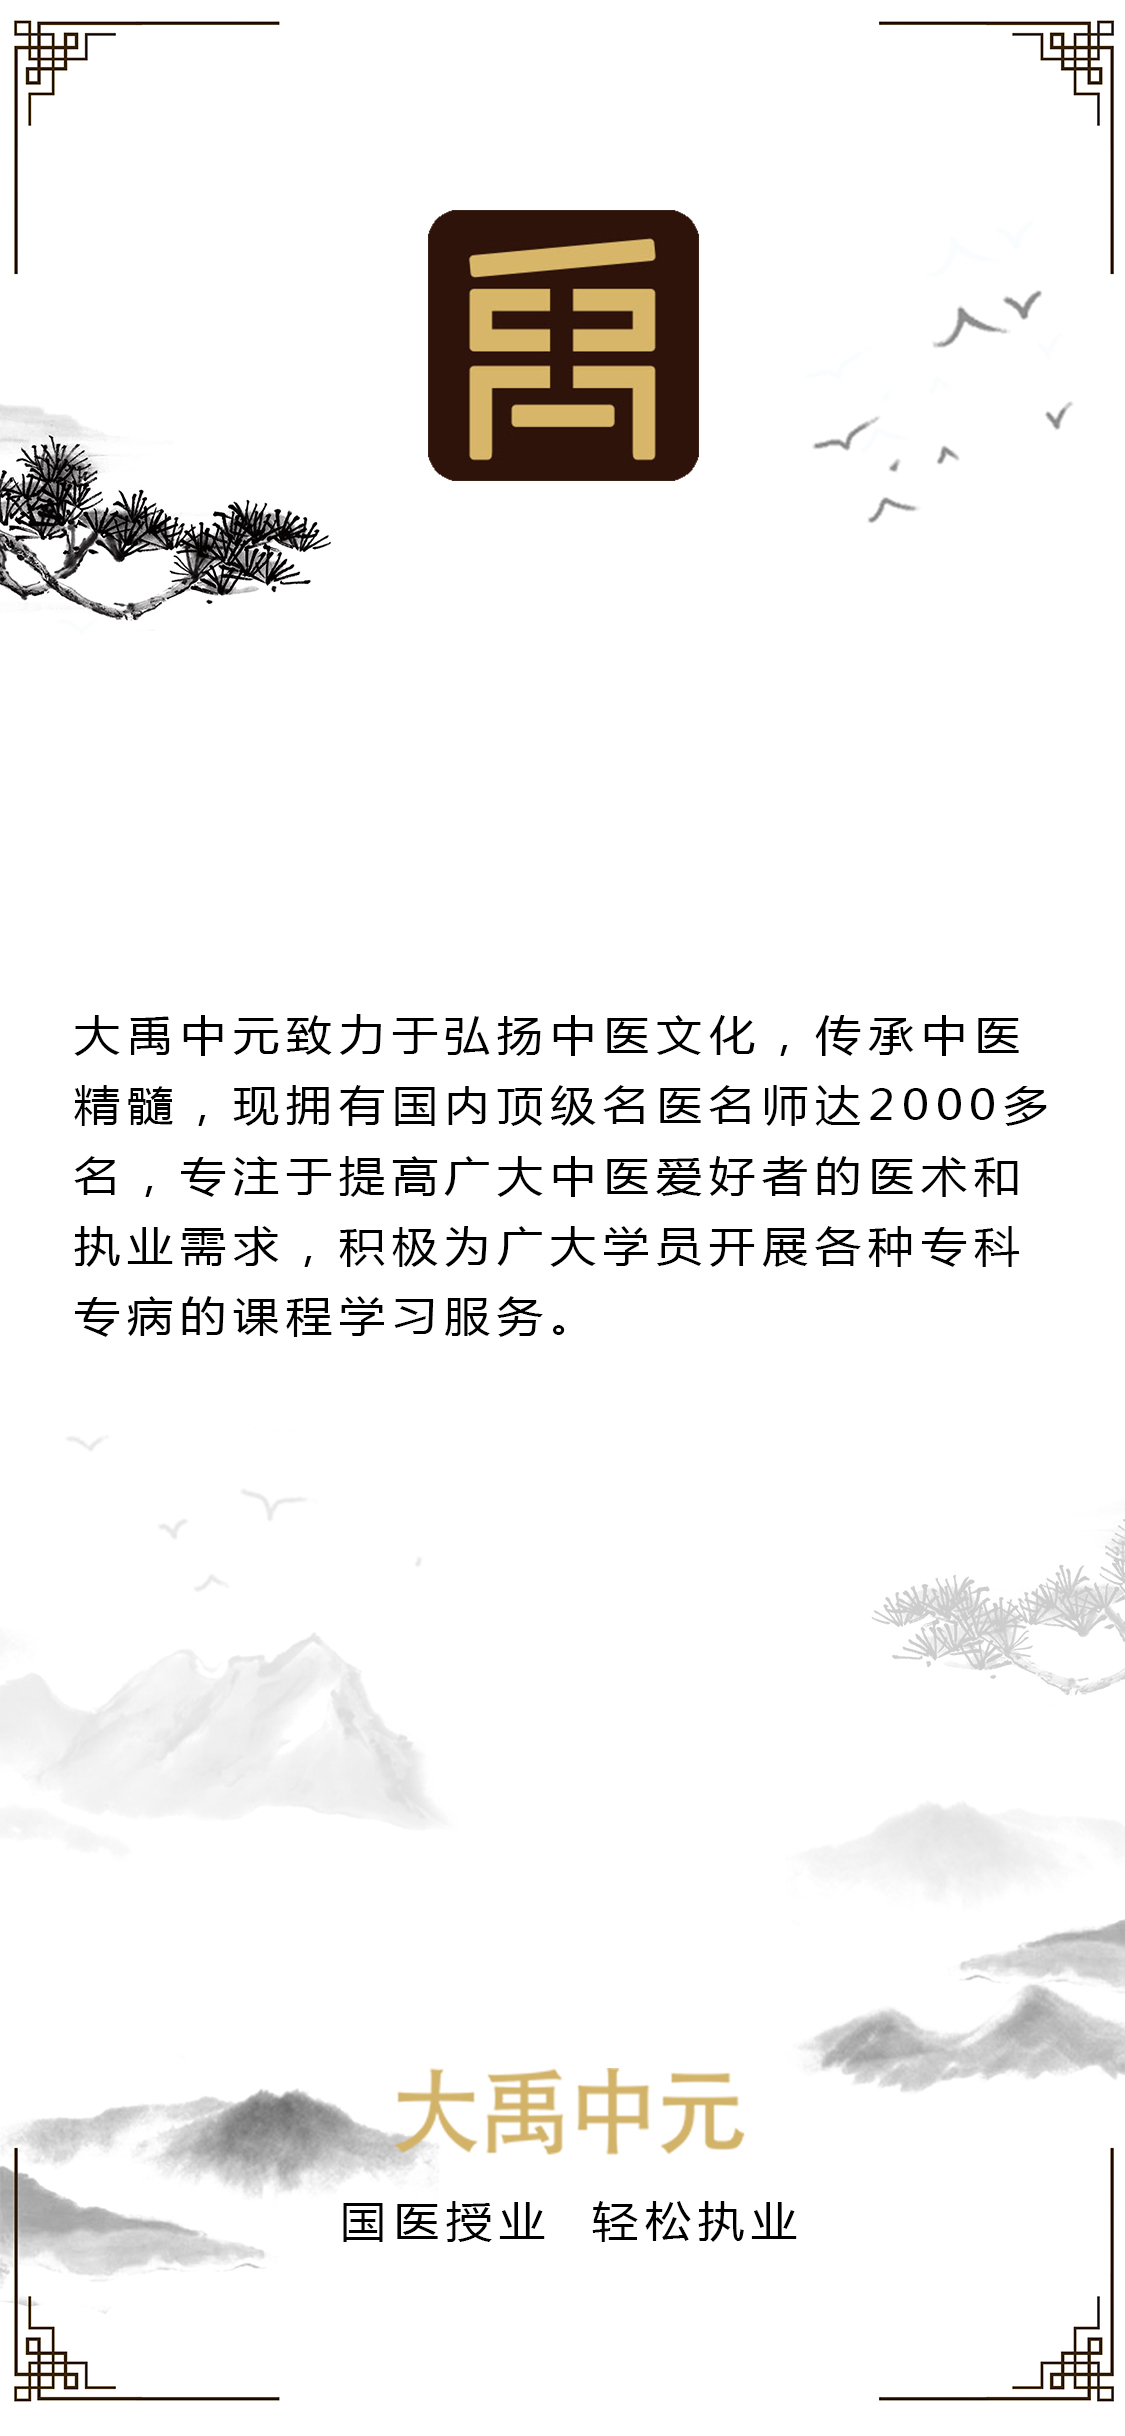 禹
大禹中元致力于弘扬中医文化，传承中医
精髓，现拥有国内顶级名医名师达2000多
名，专注于提高广大中医爱好者的医术和
执业需求，积极为广大学员开展各种专科
专病的课程学习服务。
大禹中元
国医授业 轻松执业